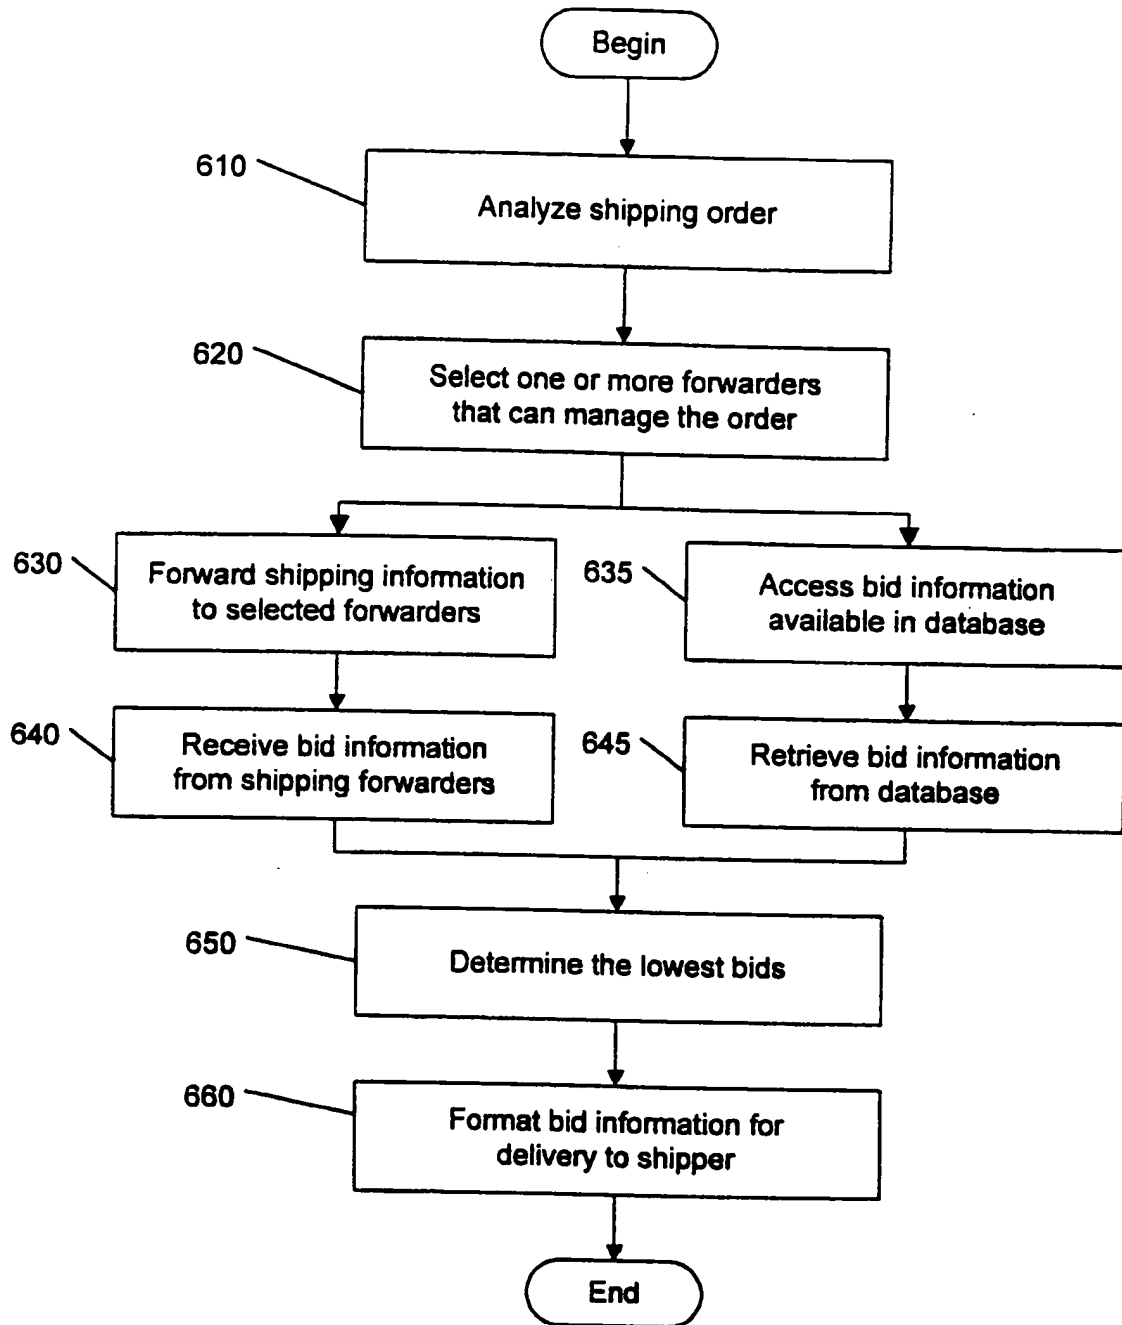 Begin
610
Analyze shipping order
620
Select one or more forwarders
that can manage the order
630
Forward shipping information
to selected forwarders
635
Access bid information
available in database
640
Receive bid information
from shipping forwarders
645
Retrieve bid information
from database
650
Determine the lowest bids
660
Format bid information for
delivery to shipper
End